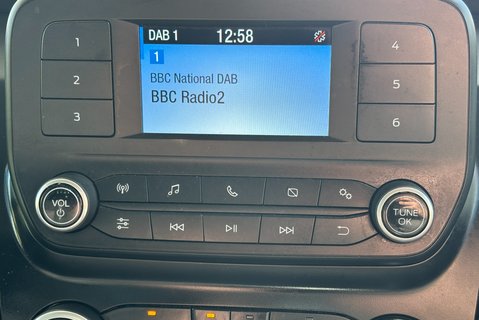 DAB 1 12:58
1
BBC National DAB
BBC Radio2
1
2
3
4
5
6
VOL
TUNE
OK